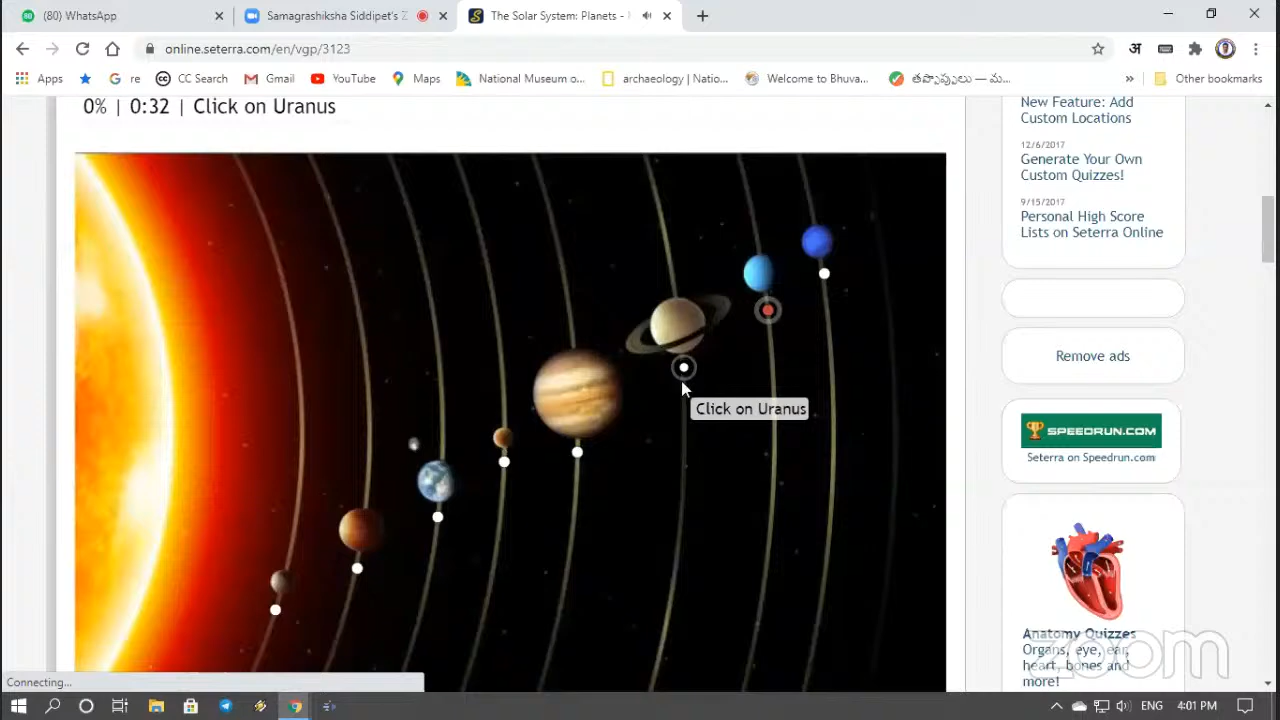 (80) WhatsApp
Samagrashiksha Siddipet's Z
The Solar System: Planets -
online.seterra.com/en/vgp/3123
Apps
re
CC Search
Gmail
YouTube
Maps
National Museum o...
archaeology | Natio...
Welcome to Bhuva...
తప్పొప్పులు — మ...
»
Other bookmarks
0% | 0:32 | Click on Uranus
Click on Uranus
New Feature: Add
Custom Locations
12/6/2017
Generate Your Own
Custom Quizzes!
9/15/2017
Personal High Score
Lists on Seterra Online
Remove ads
SPEEDRUN.COM
Seterra on Speedrun.com
Anatomy Quizzes
Organs, eye, ear,
heart, bones and
more!
zoom
Connecting...
ENG
4:01 PM